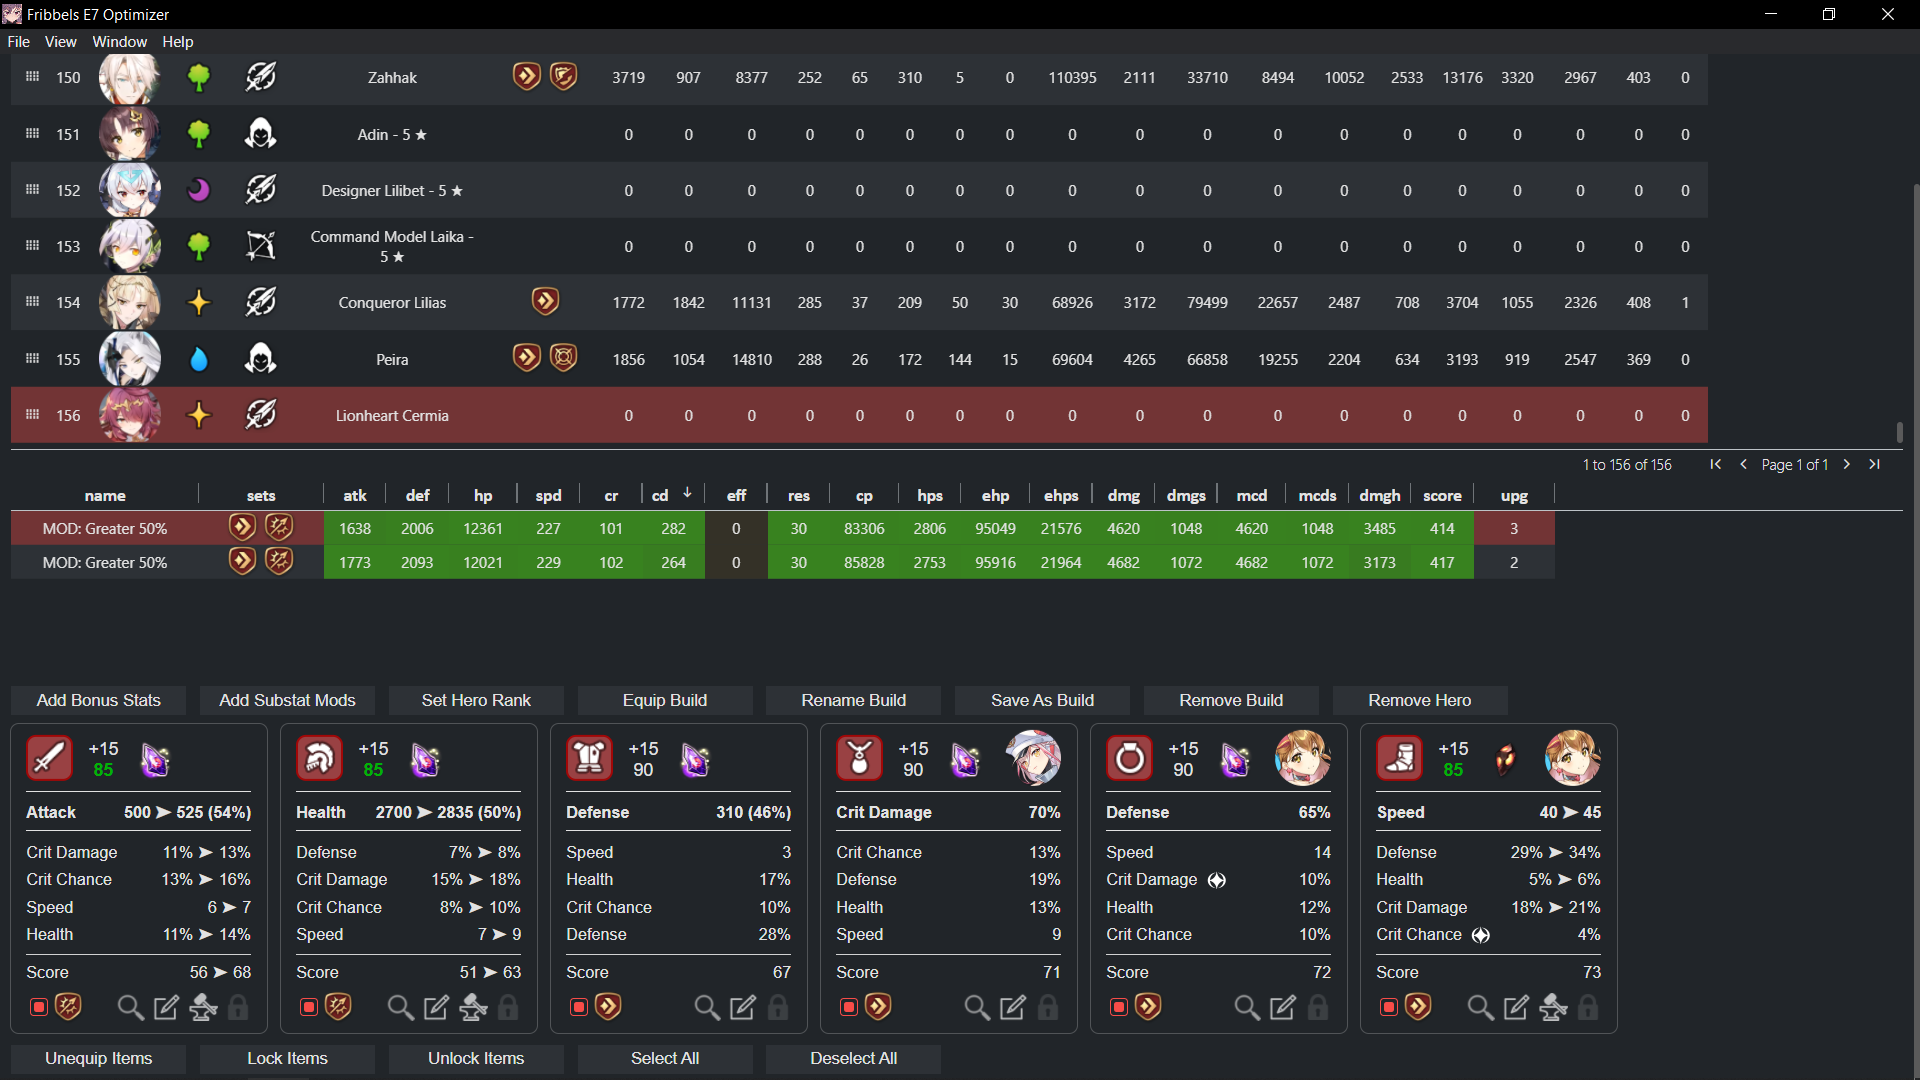 Fribbels E7 Optimizer
File View Window Help
150 Zahhak 3719 907 8377 252 65 310 5 0 110395 2111 33710 8494 10052 2533 13176 3320 2967 403 0
151 Adin - 5 ★ 0 0 0 0 0 0 0 0 0 0 0 0 0 0 0 0 0 0 0
152 Designer Lilibet - 5 ★ 0 0 0 0 0 0 0 0 0 0 0 0 0 0 0 0 0 0 0
153 Command Model Laika - 5 ★ 0 0 0 0 0 0 0 0 0 0 0 0 0 0 0 0 0 0 0
154 Conqueror Lilias 1772 1842 11131 285 37 209 50 30 68926 3172 79499 22657 2487 708 3704 1055 2326 408 1
155 Peira 1856 1054 14810 288 26 172 144 15 69604 4265 66858 19255 2204 634 3193 919 2547 369 0
156 Lionheart Cermia 0 0 0 0 0 0 0 0 0 0 0 0 0 0 0 0 0 0 0
1 to 156 of 156 Page 1 of 1
name sets atk def hp spd cr cd ↓ eff res cp hps ehp ehps dmg dmgs mcd mcds dmgh score upg
MOD: Greater 50% 1638 2006 12361 227 101 282 0 30 83306 2806 95049 21576 4620 1048 4620 1048 3485 414 3
MOD: Greater 50% 1773 2093 12021 229 102 264 0 30 85828 2753 95916 21964 4682 1072 4682 1072 3173 417 2
Add Bonus Stats Add Substat Mods Set Hero Rank Equip Build Rename Build Save As Build Remove Build Remove Hero
+15
85
Attack 500 ➤ 525 (54%)
Crit Damage 11% ➤ 13%
Crit Chance 13% ➤ 16%
Speed 6 ➤ 7
Health 11% ➤ 14%
Score 56 ➤ 68
+15
85
Health 2700 ➤ 2835 (50%)
Defense 7% ➤ 8%
Crit Damage 15% ➤ 18%
Crit Chance 8% ➤ 10%
Speed 7 ➤ 9
Score 51 ➤ 63
+15
90
Defense 310 (46%)
Speed 3
Health 17%
Crit Chance 10%
Defense 28%
Score 67
+15
90
Crit Damage 70%
Crit Chance 13%
Defense 19%
Health 13%
Speed 9
Score 71
+15
90
Defense 65%
Speed 14
Crit Damage 10%
Health 12%
Crit Chance 10%
Score 72
+15
85
Speed 40 ➤ 45
Defense 29% ➤ 34%
Health 5% ➤ 6%
Crit Damage 18% ➤ 21%
Crit Chance 4%
Score 73
Unequip Items Lock Items Unlock Items Select All Deselect All